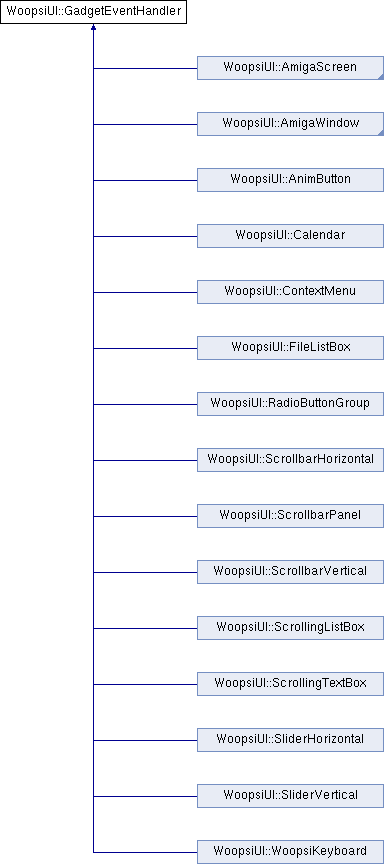 WoopsiUI::GadgetEventHandler
WoopsiUI::AmigaScreen
WoopsiUI::AmigaWindow
WoopsiUI::AnimButton
WoopsiUI::Calendar
WoopsiUI::ContextMenu
WoopsiUI::FileListBox
WoopsiUI::RadioButtonGroup
WoopsiUI::ScrollbarHorizontal
WoopsiUI::ScrollbarPanel
WoopsiUI::ScrollbarVertical
WoopsiUI::ScrollingListBox
WoopsiUI::ScrollingTextBox
WoopsiUI::SliderHorizontal
WoopsiUI::SliderVertical
WoopsiUI::WoopsiKeyboard